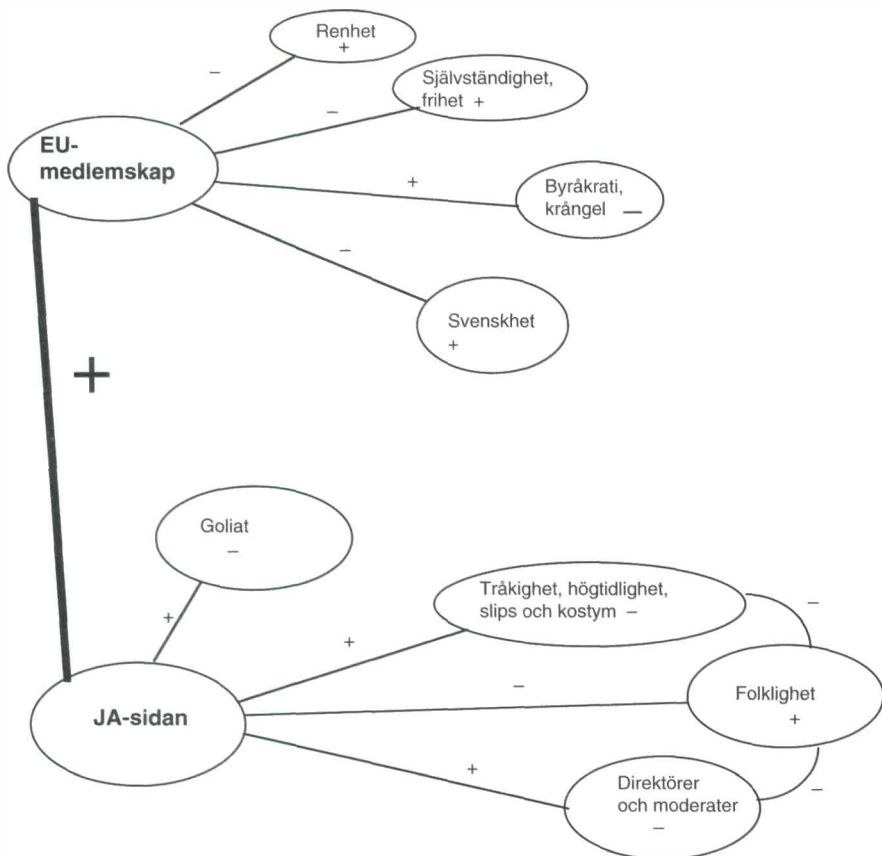 Renhet
+
–
Självständighet,
frihet +
–
EU-
medlemskap
+
Byråkrati,
krångel —
–
Svenskhet
+
+
Goliat
–
+
Tråkighet, högtidlighet,
slips och kostym –
–
+
–
Folklighet
+
JA-sidan
+
Direktörer
och moderater
–
–